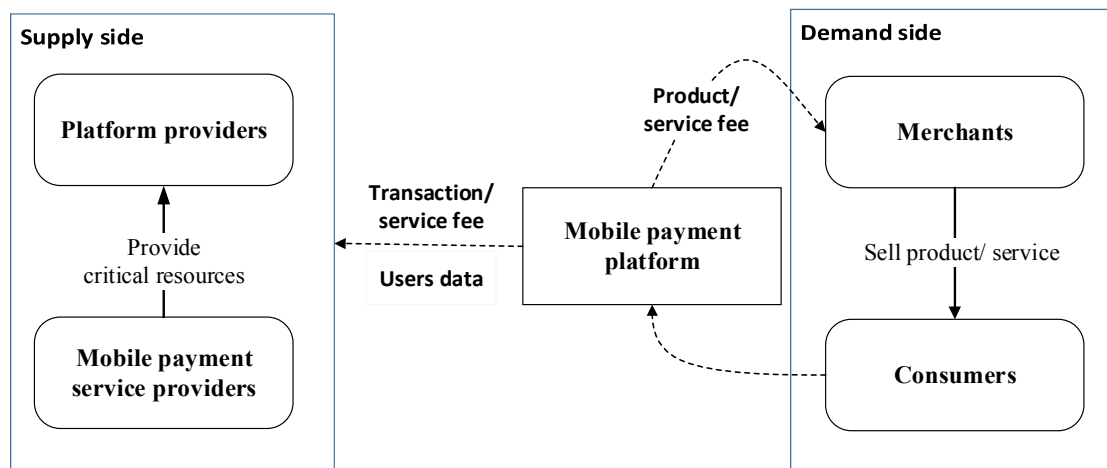 Supply side
Platform providers
Provide
critical resources
Mobile payment
service providers
Transaction/
service fee
Users data
Product/
service fee
Mobile payment
platform
Demand side
Merchants
Sell product/ service
Consumers